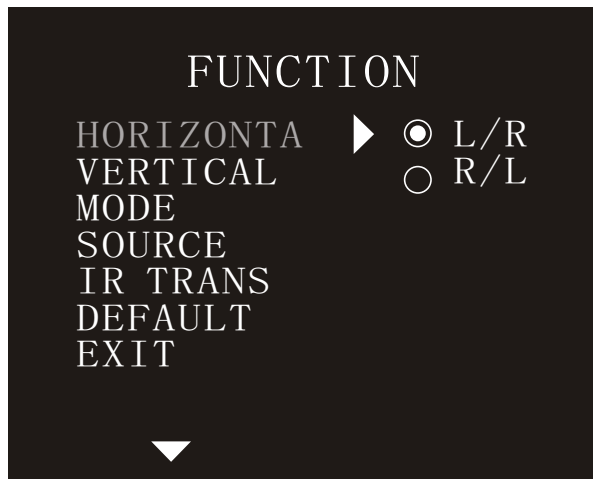 FUNCTION
HORIZONTA L/R
VERTICAL R/L
MODE
SOURCE
IR TRANS
DEFAULT
EXIT